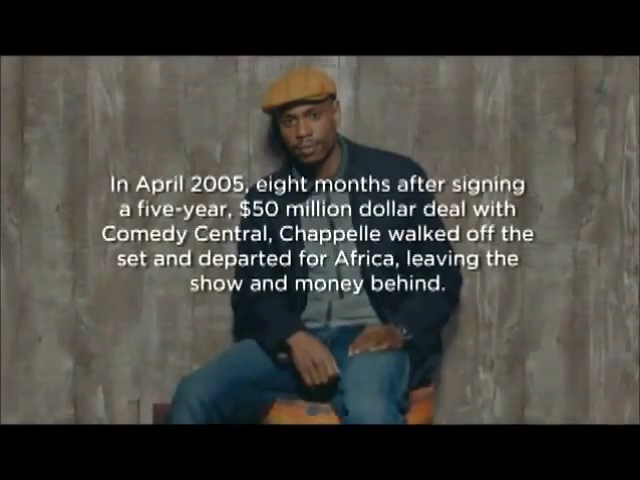 In April 2005, eight months after signing
a five-year, $50 million dollar deal with
Comedy Central, Chappelle walked off the
set and departed for Africa, leaving the
show and money behind.